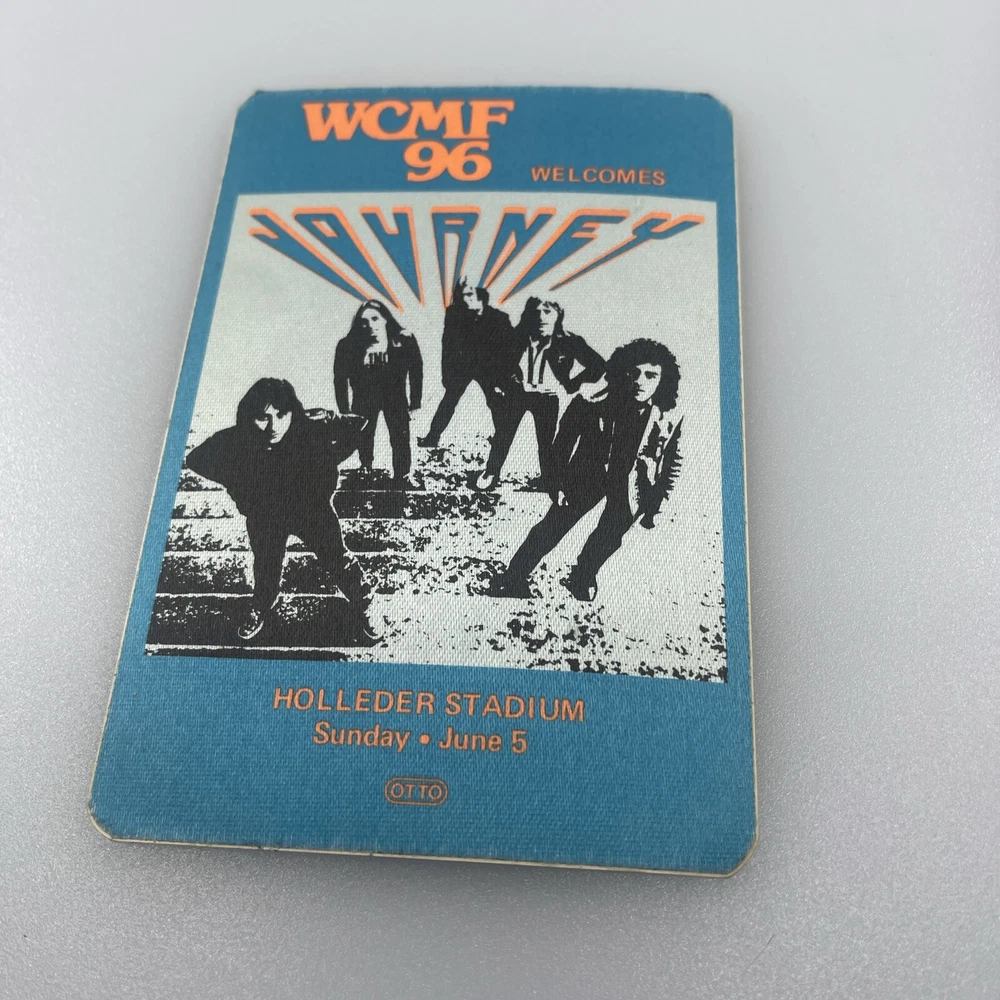 WCMF
96 WELCOMES
JOURNEY
HOLLEDER STADIUM
Sunday • June 5
OTTO